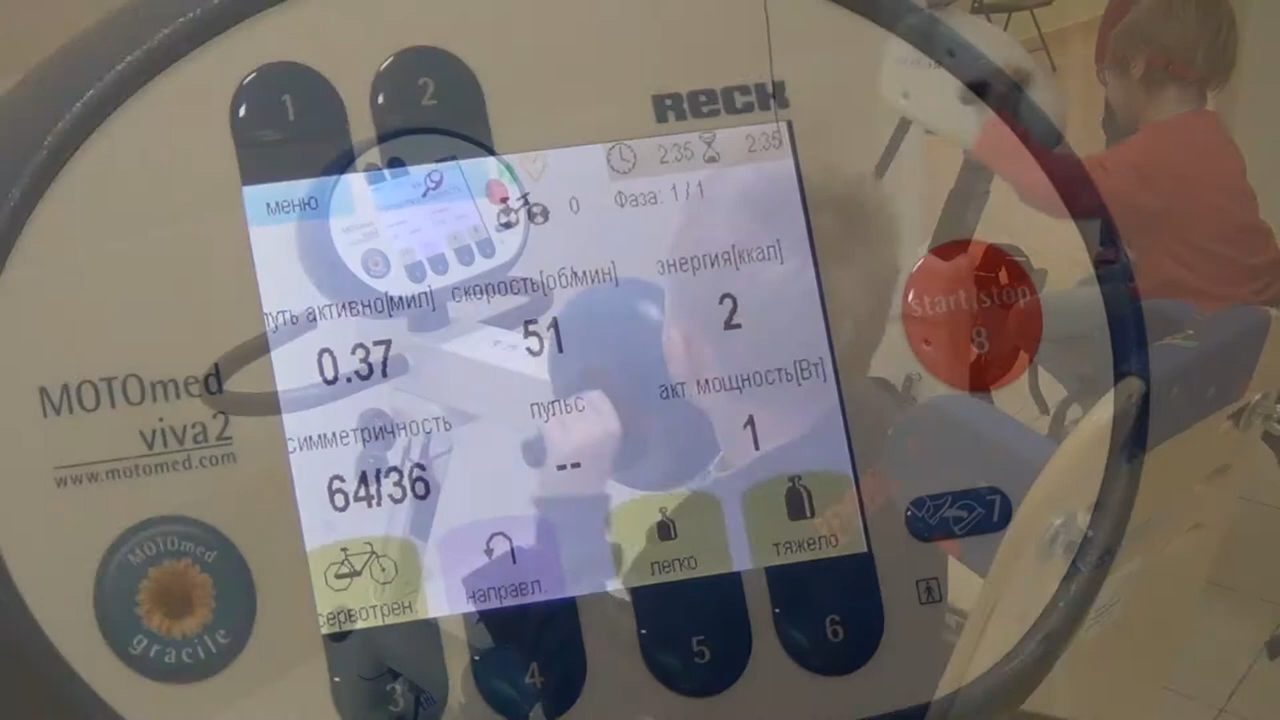 1
2
RECK
2:35 2:35
меню
0 Фаза: 1/1
путь активно[мил] скорость[об/мин] энергия[ккал]
0.37 51 2
симметричность пульс акт. мощность[Вт]
64/36 -- 1
сервотрен. направл. легко тяжело
3 4 5 6
MOTOmed
viva2
www.motomed.com
MOTOmed
gracile
start|stop
8
7